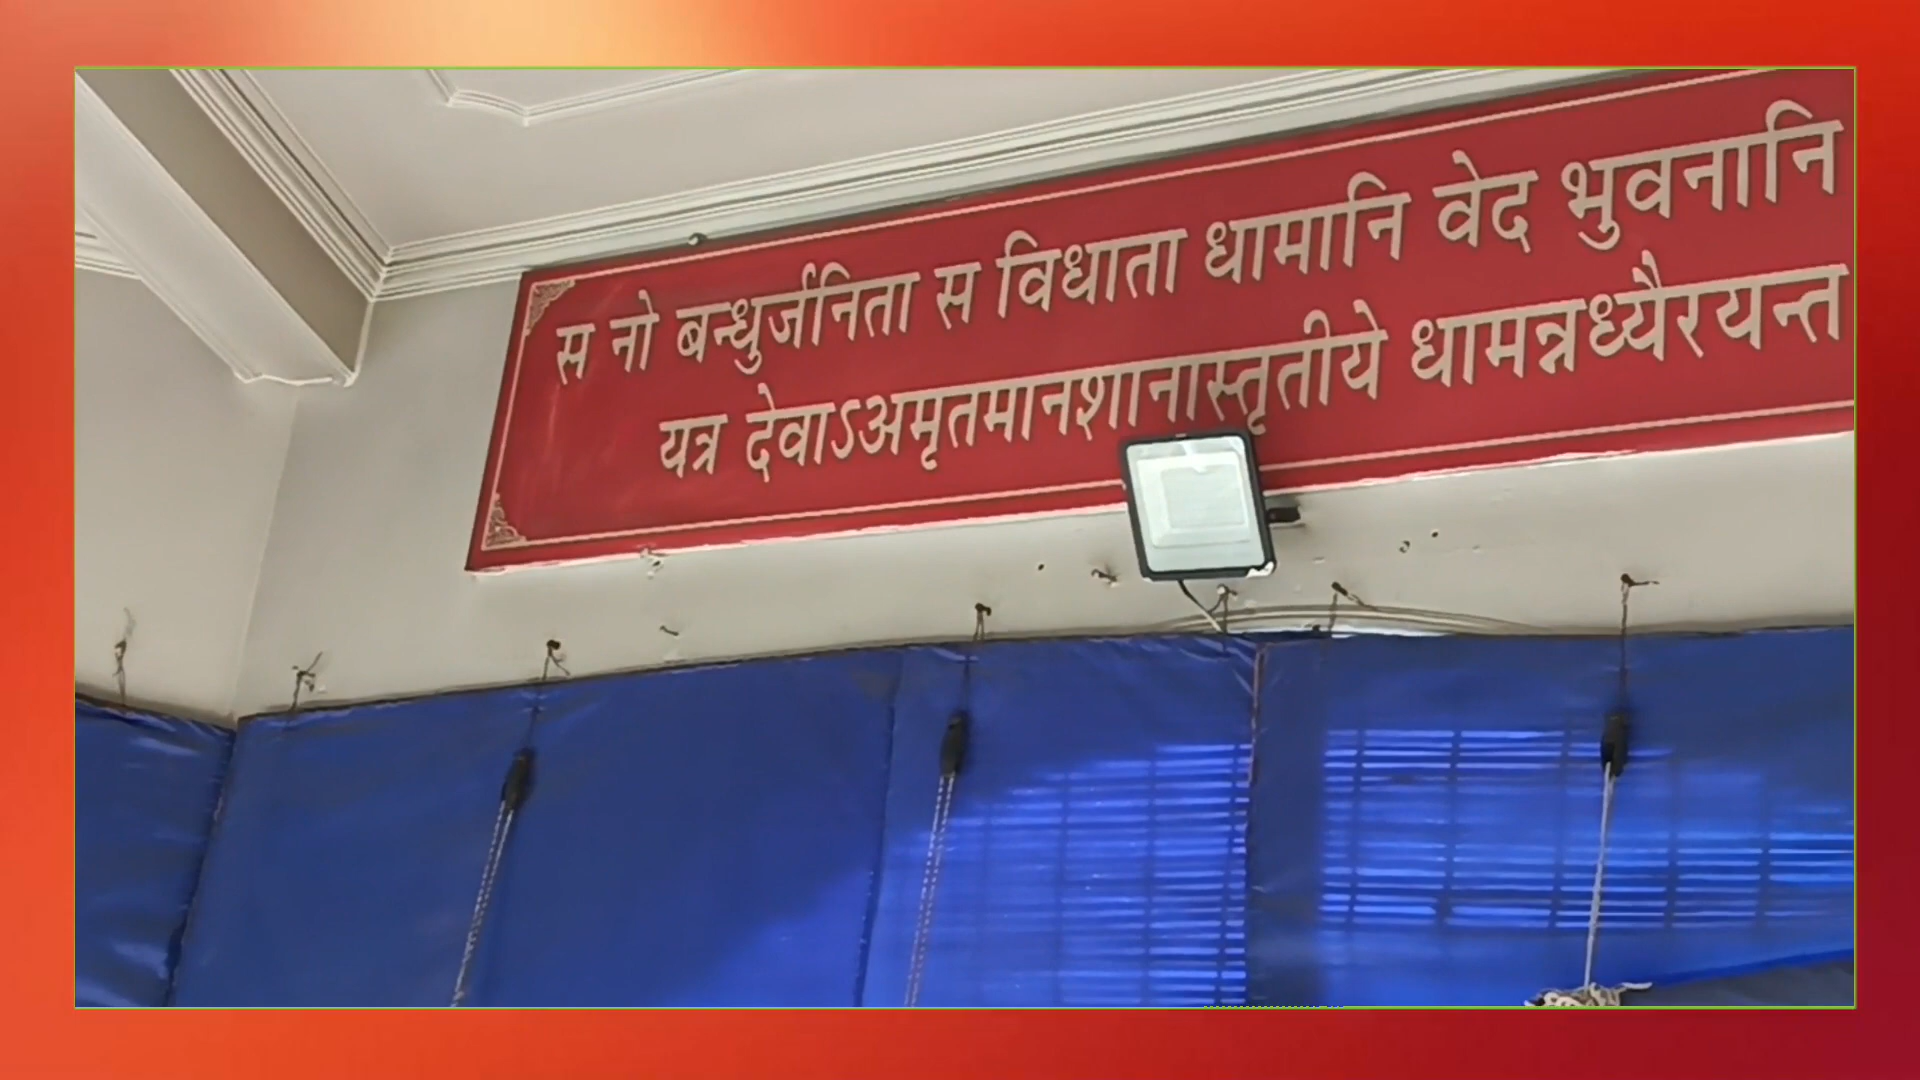 स नो बन्धुर्जनिता स विधाता धामानि वेद भुवनानि
यत्र देवाऽअमृतमानशानास्तृतीये धामन्नध्यैरयन्त